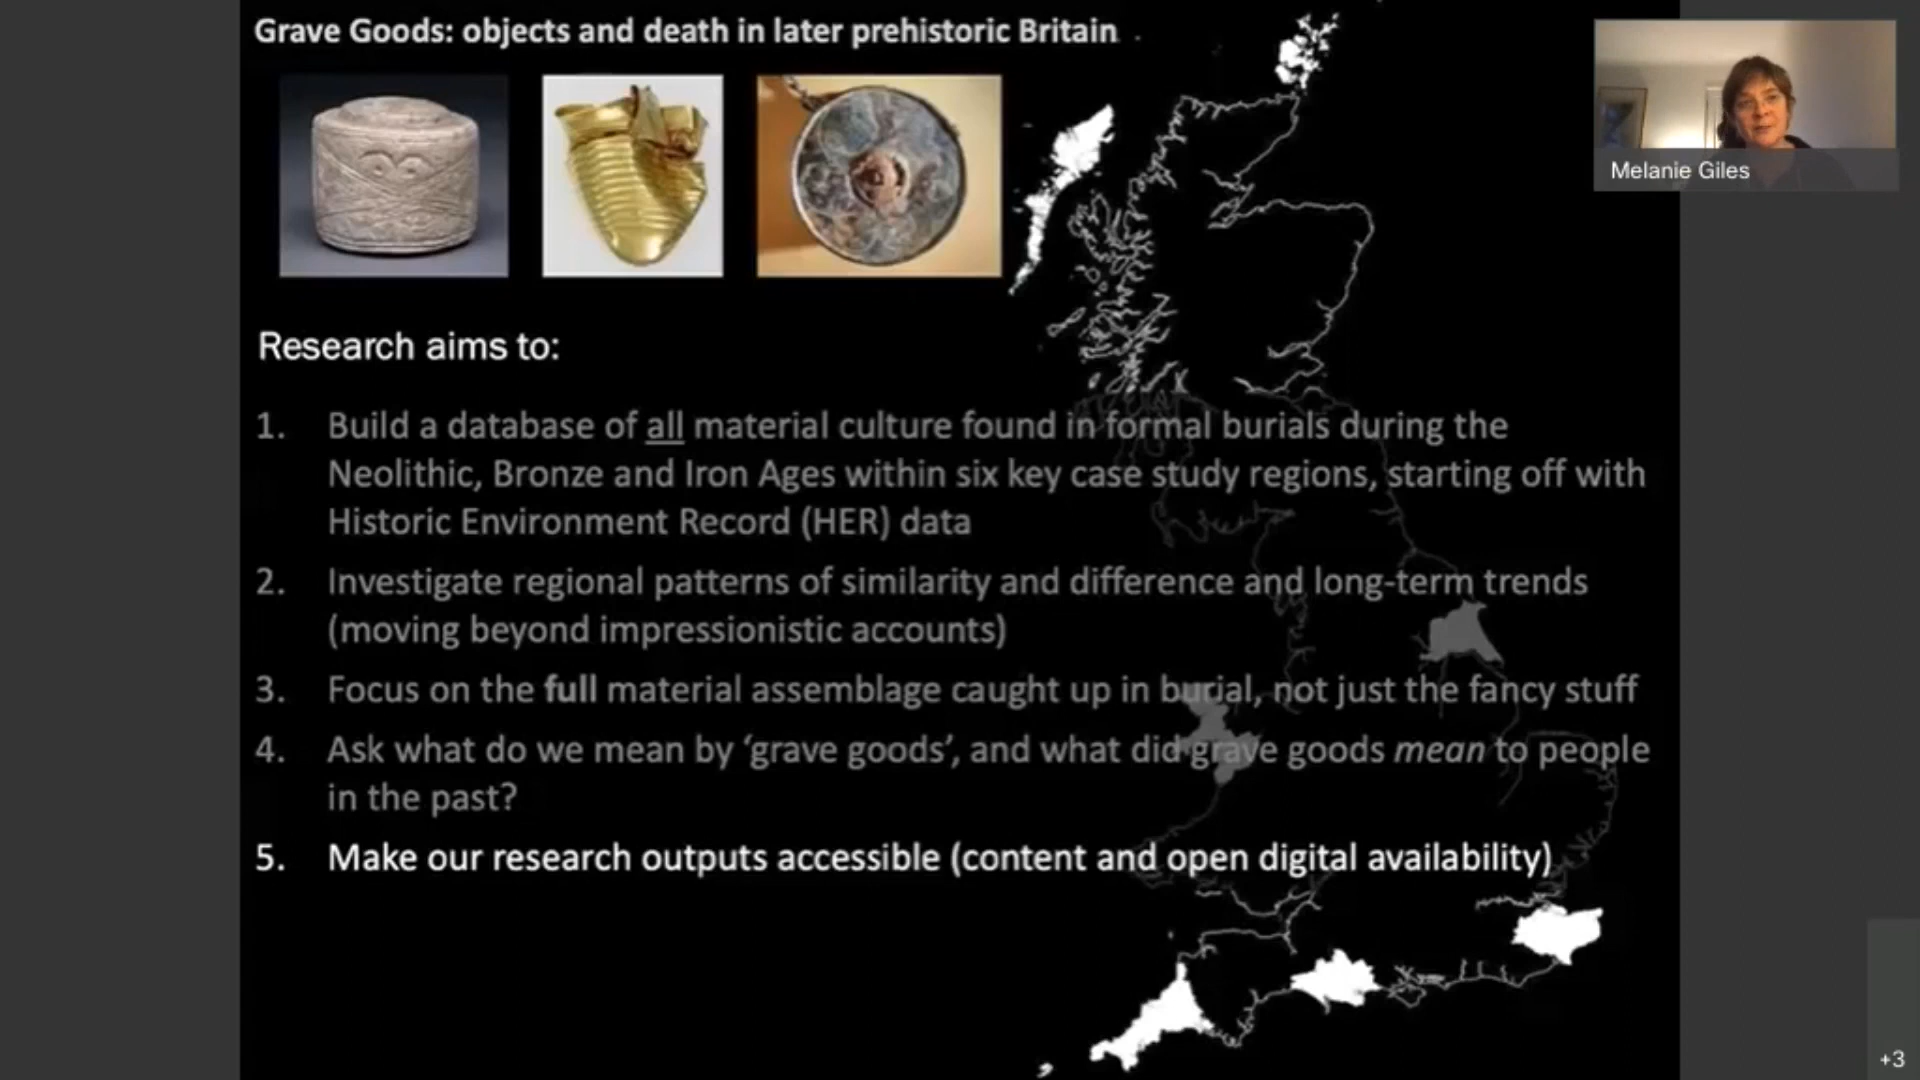 Grave Goods: objects and death in later prehistoric Britain
Melanie Giles
Research aims to:
1. Build a database of all material culture found in formal burials during the
Neolithic, Bronze and Iron Ages within six key case study regions, starting off with
Historic Environment Record (HER) data
2. Investigate regional patterns of similarity and difference and long-term trends
(moving beyond impressionistic accounts)
3. Focus on the full material assemblage caught up in burial, not just the fancy stuff
4. Ask what do we mean by ‘grave goods’, and what did grave goods mean to people
in the past?
5. Make our research outputs accessible (content and open digital availability)
+3